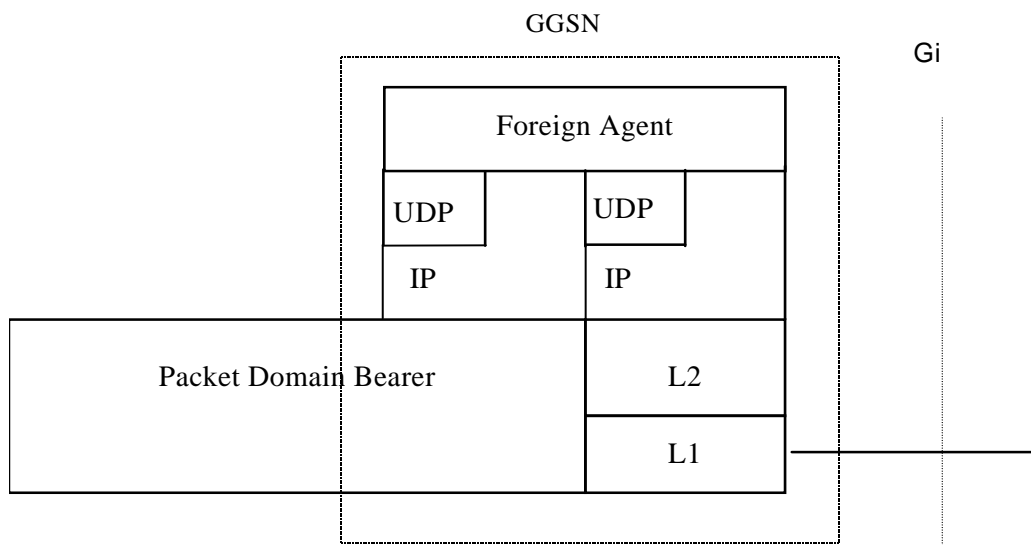 GGSN
Gi
Foreign Agent
UDP
UDP
IP
IP
Packet Domain Bearer
L2
L1